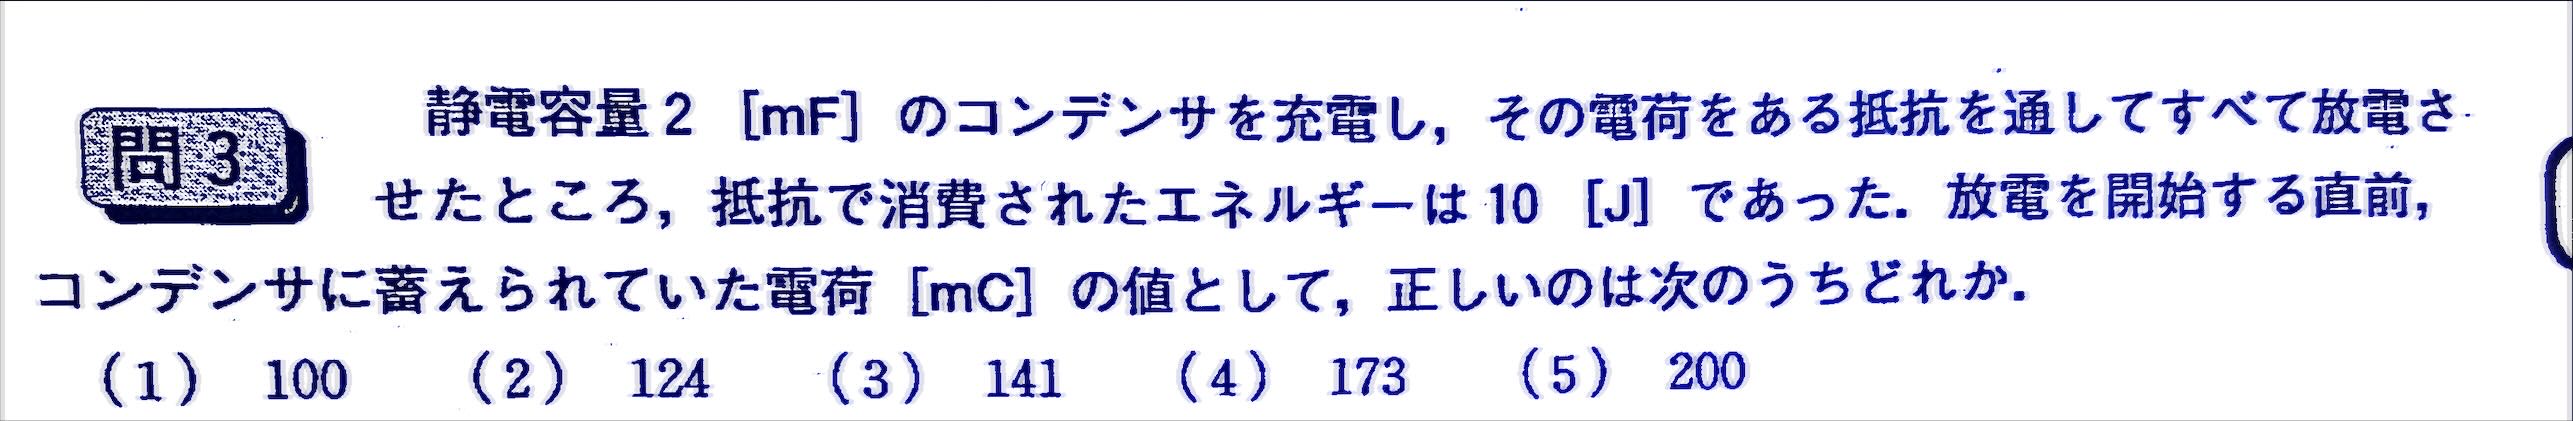 問3 静電容量2 [mF] のコンデンサを充電し，その電荷をある抵抗を通してすべて放電さ
せたところ，抵抗で消費されたエネルギーは10 [J] であった．放電を開始する直前，
コンデンサに蓄えられていた電荷 [mC] の値として，正しいのは次のうちどれか．
(1) 100 (2) 124 (3) 141 (4) 173 (5) 200